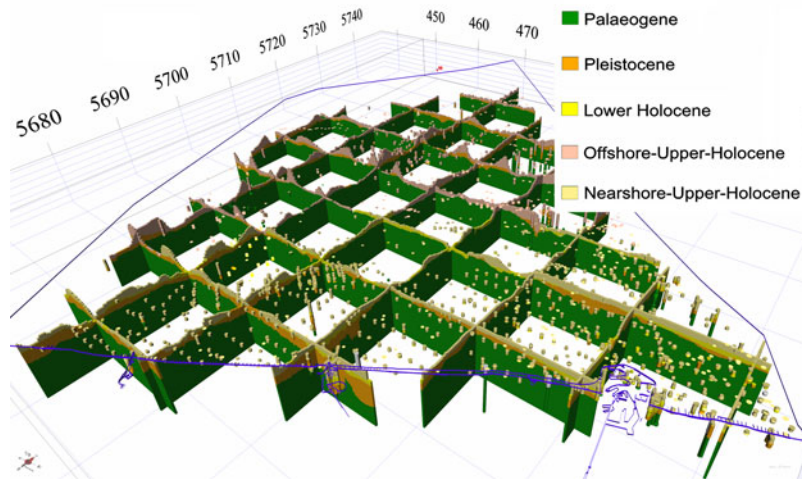 5740
5730
5720
5710
5700
5690
5680
450
460
470
Palaeogene
Pleistocene
Lower Holocene
Offshore-Upper-Holocene
Nearshore-Upper-Holocene